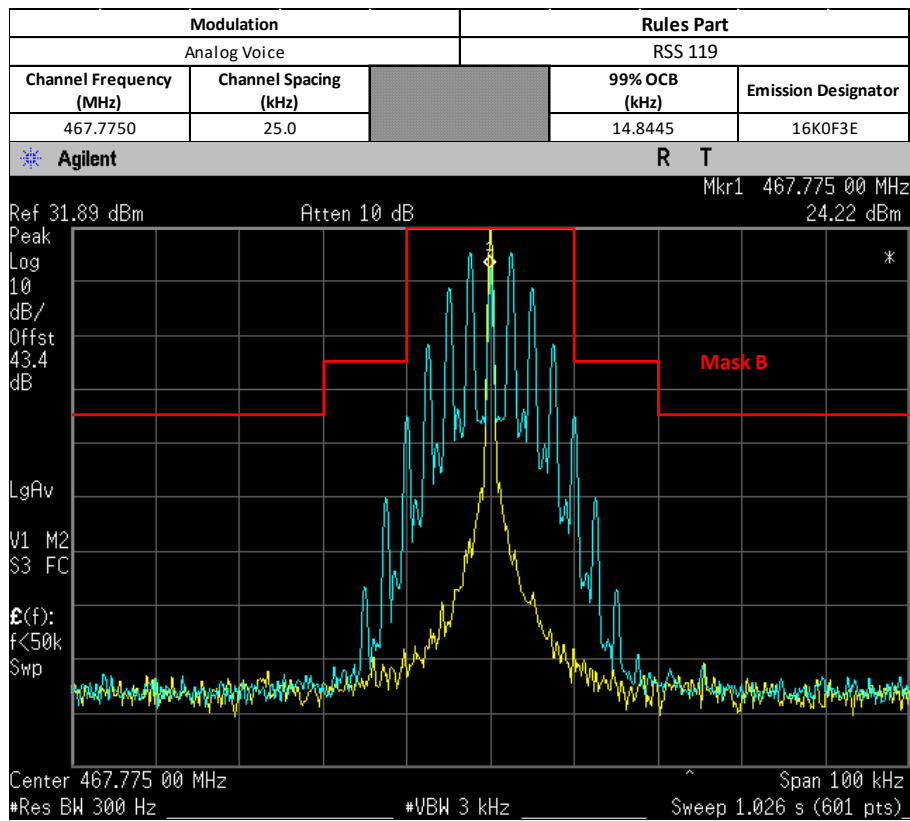 Modulation Rules Part
Analog Voice RSS 119
Channel Frequency (MHz) Channel Spacing (kHz) 99% OCB (kHz) Emission Designator
467.7750 25.0 14.8445 16K0F3E
Agilent R T
Mkr1 467.775 00 MHz
Ref 31.89 dBm Atten 10 dB 24.22 dBm
Peak
Log
10
dB/
Offst
43.4
dB
Mask B
LgAv
V1 M2
S3 FC
£(f):
f<50k
Swp
Center 467.775 00 MHz Span 100 kHz
#Res BW 300 Hz #VBW 3 kHz Sweep 1.026 s (601 pts)